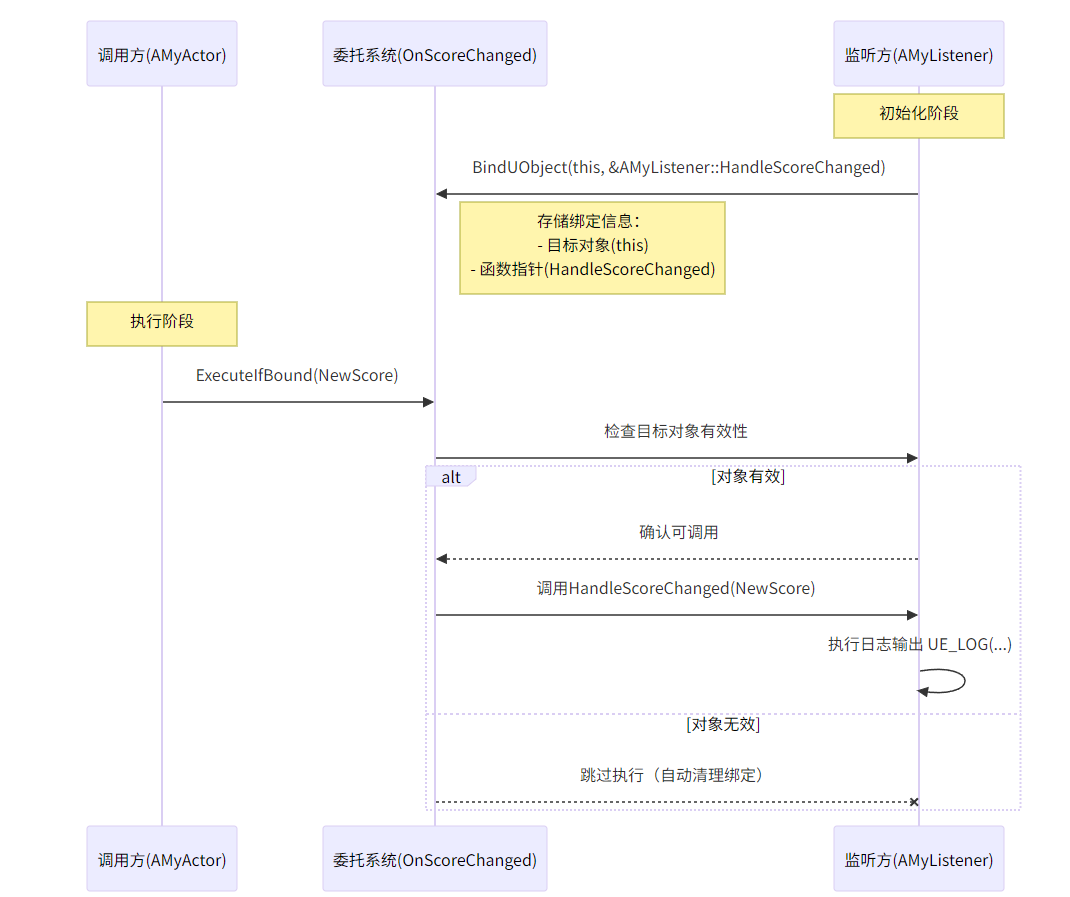 调用方(AMyActor)
委托系统(OnScoreChanged)
监听方(AMyListener)
初始化阶段
BindUObject(this, &AMyListener::HandleScoreChanged)
存储绑定信息：
- 目标对象(this)
- 函数指针(HandleScoreChanged)
执行阶段
ExecuteIfBound(NewScore)
检查目标对象有效性
alt
[对象有效]
确认可调用
调用HandleScoreChanged(NewScore)
执行日志输出 UE_LOG(...)
[对象无效]
跳过执行（自动清理绑定）
调用方(AMyActor)
委托系统(OnScoreChanged)
监听方(AMyListener)